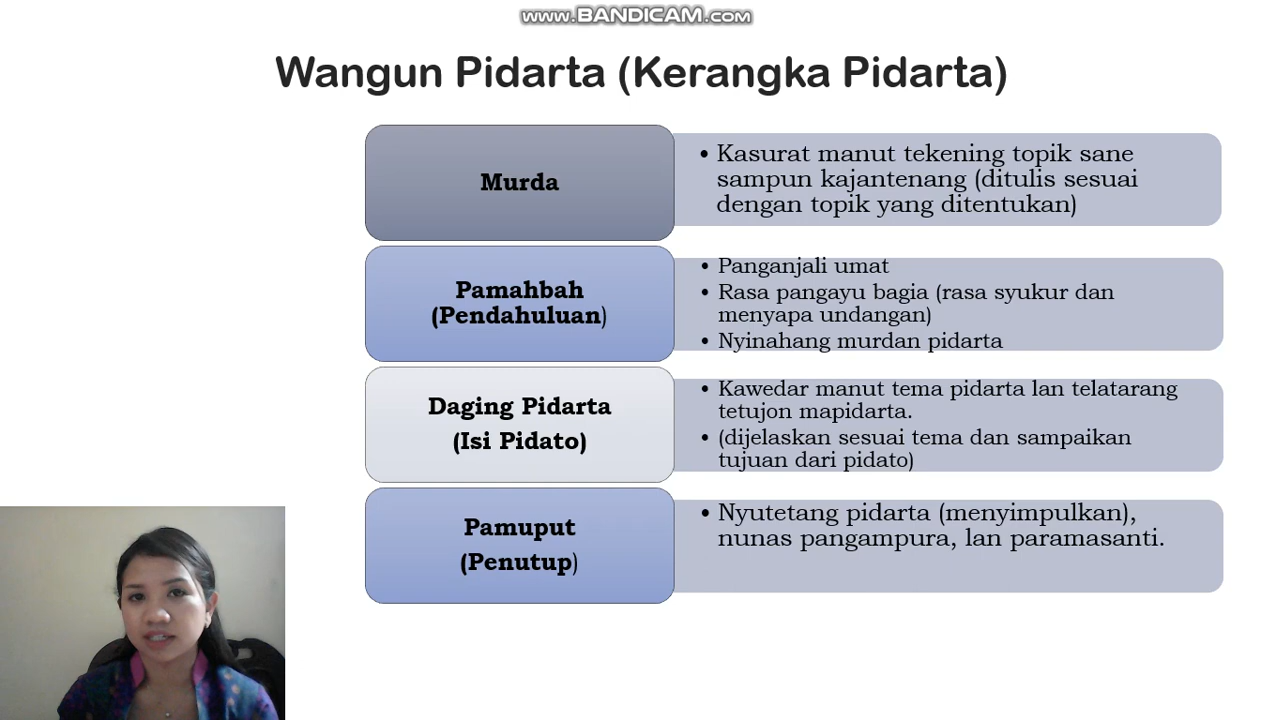 www.BANDICAM.com
Wangun Pidarta (Kerangka Pidarta)
Murda
• Kasurat manut tekening topik sane
sampun kajantenang (ditulis sesuai
dengan topik yang ditentukan)
Pamahbah
(Pendahuluan)
• Panganjali umat
• Rasa pangayu bagia (rasa syukur dan
menyapa undangan)
• Nyinahang murdan pidarta
Daging Pidarta
(Isi Pidato)
• Kawedar manut tema pidarta lan telatarang
tetujon mapidarta.
• (dijelaskan sesuai tema dan sampaikan
tujuan dari pidato)
Pamuput
(Penutup)
• Nyutetang pidarta (menyimpulkan),
nunas pangampura, lan paramasanti.